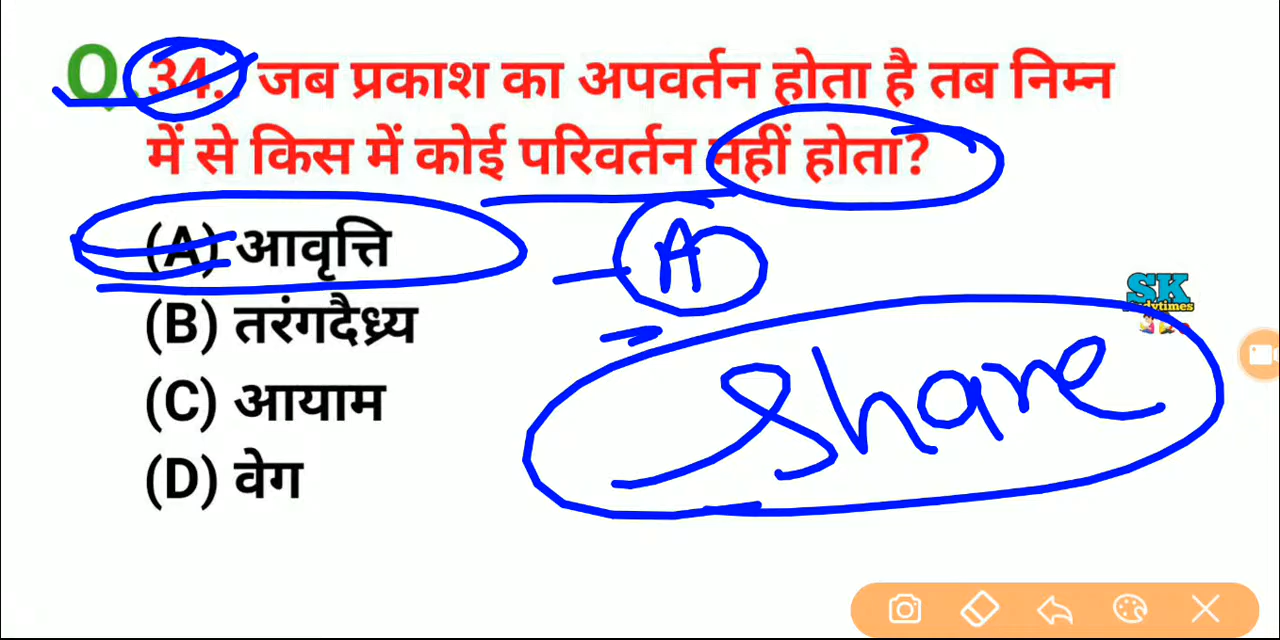 Q.34. जब प्रकाश का अपवर्तन होता है तब निम्न
में से किस में कोई परिवर्तन नहीं होता?
(A) आवृत्ति
A
(B) तरंगदैध्र्य
SK
Share
(C) आयाम
(D) वेग